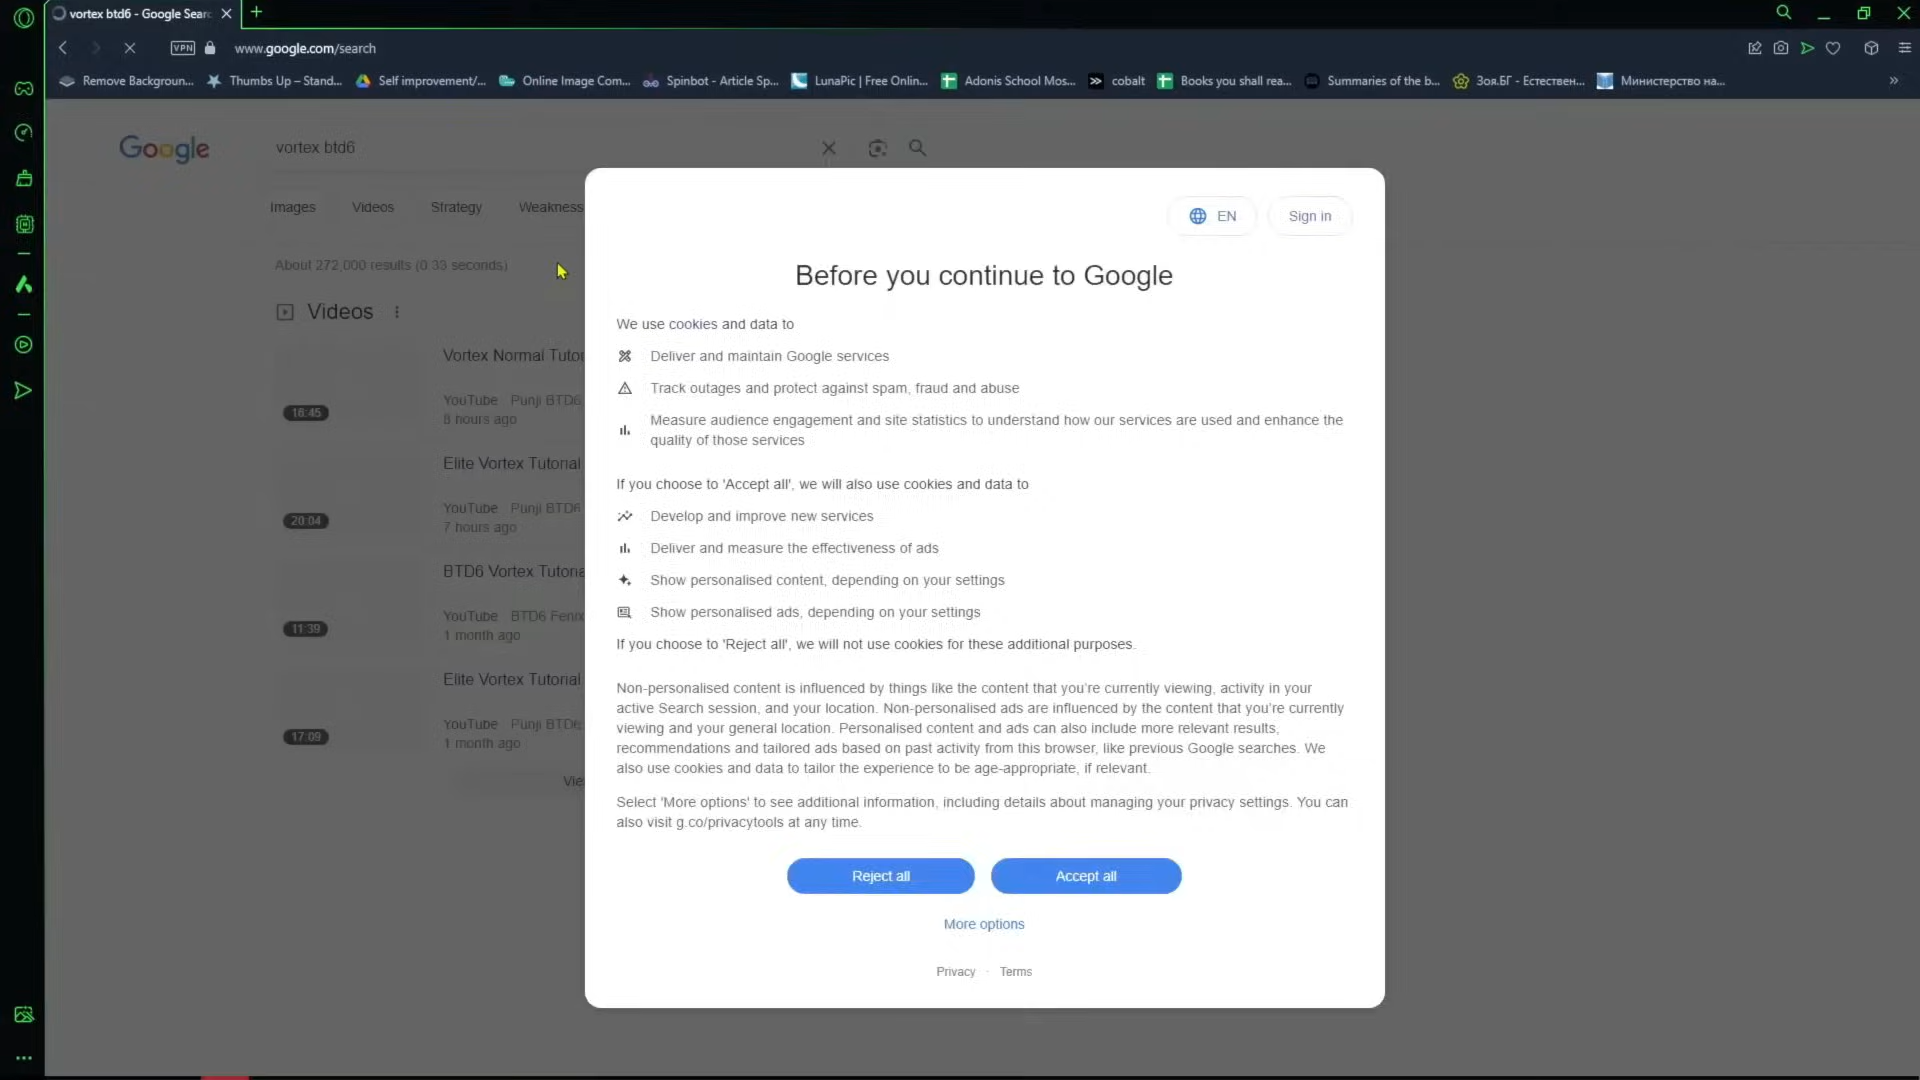 vortex btd6 - Google Sear
VPN
www.google.com/search
Remove Backgroun...
Thumbs Up – Stand...
Self improvement/...
Online Image Com...
Spinbot - Article Sp...
LunaPic | Free Onlin...
Adonis School Mos...
cobalt
Books you shall rea...
Summaries of the b...
Зоя.БГ - Естествен...
Министерство на...
Google
vortex btd6
Images
Videos
Strategy
Weakness
About 272,000 results (0.33 seconds)
Videos
Vortex Normal Tutor
YouTube
Punji BTD6
8 hours ago
16:45
Elite Vortex Tutorial
YouTube
Punji BTD6
7 hours ago
20:04
BTD6 Vortex Tutoria
YouTube
BTD6 Fenix
1 month ago
11:39
Elite Vortex Tutorial
YouTube
Punji BTD6
1 month ago
17:09
EN
Sign in
Before you continue to Google
We use cookies and data to
Deliver and maintain Google services
Track outages and protect against spam, fraud and abuse
Measure audience engagement and site statistics to understand how our services are used and enhance the
quality of those services
If you choose to 'Accept all', we will also use cookies and data to
Develop and improve new services
Deliver and measure the effectiveness of ads
Show personalised content, depending on your settings
Show personalised ads, depending on your settings
If you choose to 'Reject all', we will not use cookies for these additional purposes.
Non-personalised content is influenced by things like the content that you're currently viewing, activity in your
active Search session, and your location. Non-personalised ads are influenced by the content that you're currently
viewing and your general location. Personalised content and ads can also include more relevant results,
recommendations and tailored ads based on past activity from this browser, like previous Google searches. We
also use cookies and data to tailor the experience to be age-appropriate, if relevant.
Select 'More options' to see additional information, including details about managing your privacy settings. You can
also visit g.co/privacytools at any time.
Reject all
Accept all
More options
Privacy · Terms